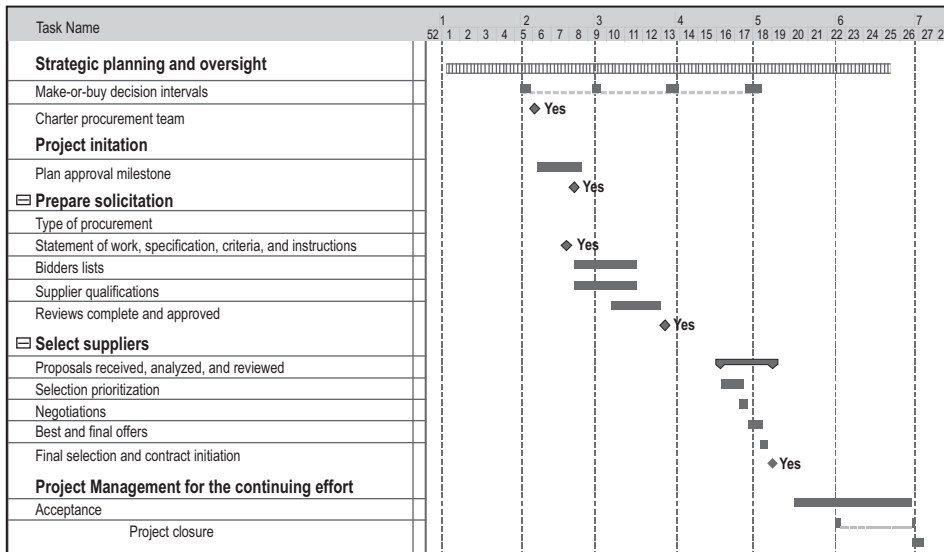 1 2 3 4 5 6 7
Task Name
52 1 2 3 4 5 6 7 8 9 10 11 12 13 14 15 16 17 18 19 20 21 22 23 24 25 26 27 2
Strategic planning and oversight
Make-or-buy decision intervals
Charter procurement team
Yes
Project initation
Plan approval milestone
Yes
Prepare solicitation
Type of procurement
Statement of work, specification, criteria, and instructions
Yes
Bidders lists
Supplier qualifications
Reviews complete and approved
Yes
Select suppliers
Proposals received, analyzed, and reviewed
Selection prioritization
Negotiations
Best and final offers
Final selection and contract initiation
Yes
Project Management for the continuing effort
Acceptance
Project closure